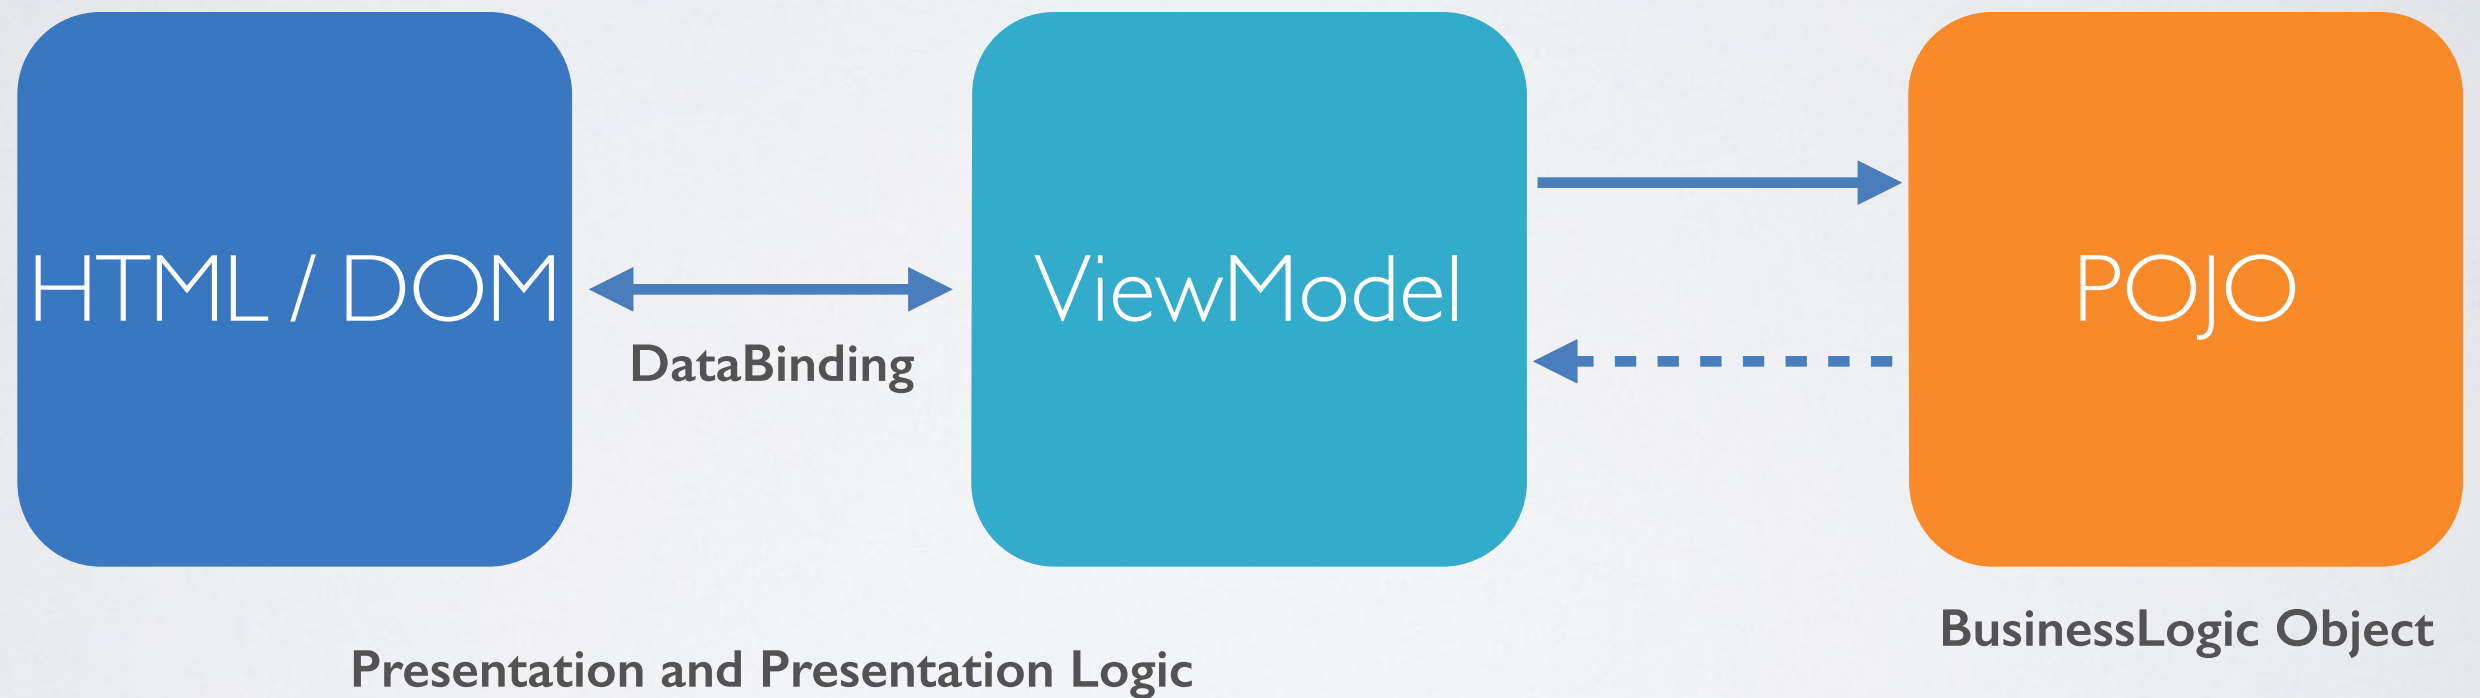 HTML / DOM
ViewModel
POJO
DataBinding
BusinessLogic Object
Presentation and Presentation Logic